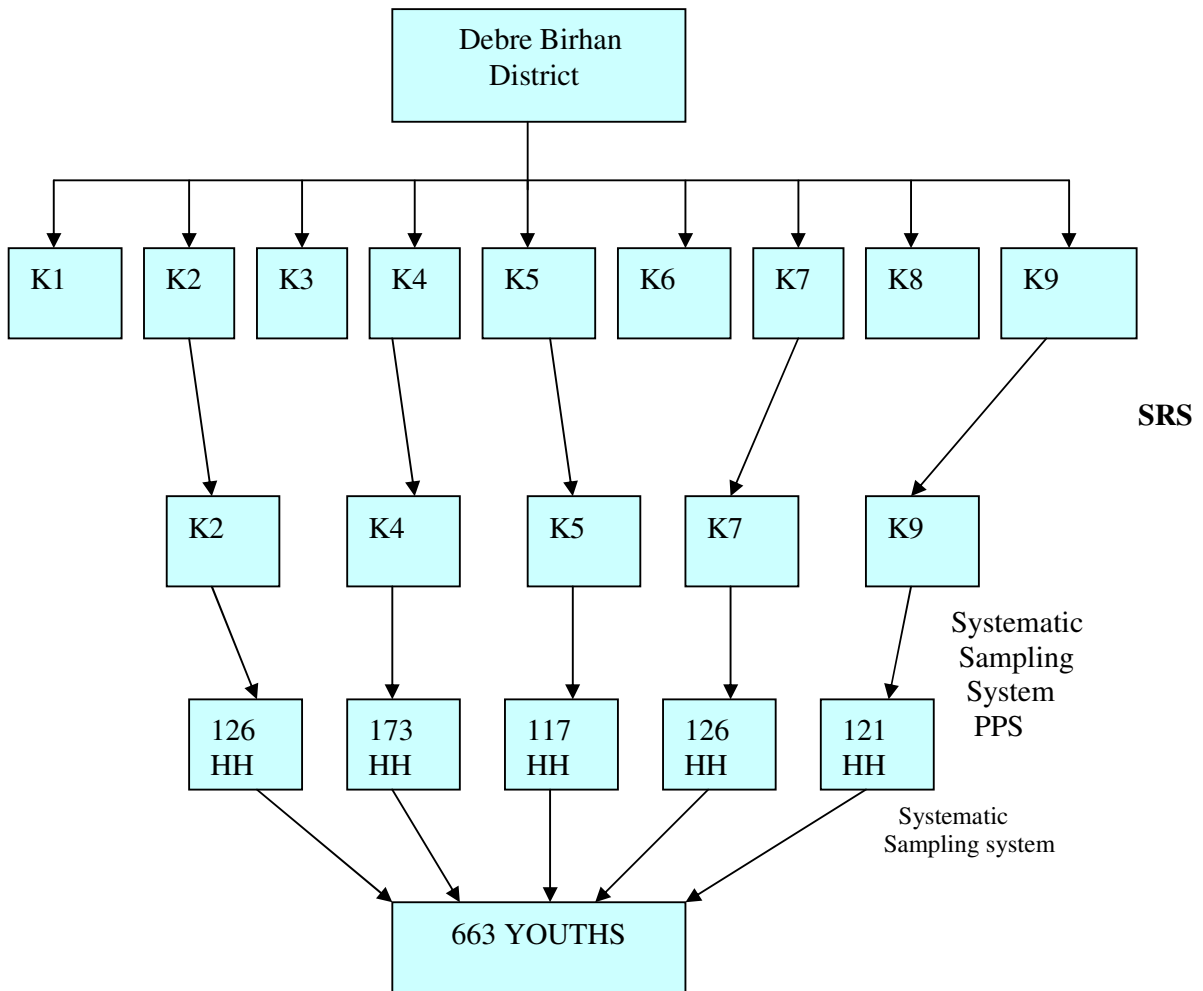 Debre Birhan
District
K1
K2
K3
K4
K5
K6
K7
K8
K9
SRS
K2
K4
K5
K7
K9
Systematic
Sampling
System
PPS
126
HH
173
HH
117
HH
126
HH
121
HH
Systematic
Sampling system
663 YOUTHS